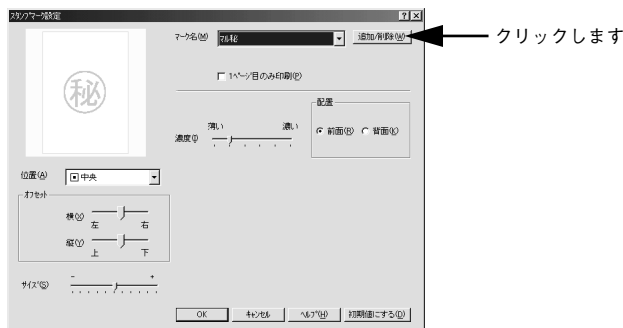 スタンプマーク設定
マーク名(M)
マル秘
追加/削除(W)
クリックします
1ページ目のみ印刷(P)
秘
配置
薄い 濃い
濃度(I)
前面(R) 背面(K)
位置(A)
中央
オフセット
横(X)
左 右
縦(Y)
上 下
サイズ(S)
- +
OK キャンセル ヘルプ(H) 初期値にする(D)